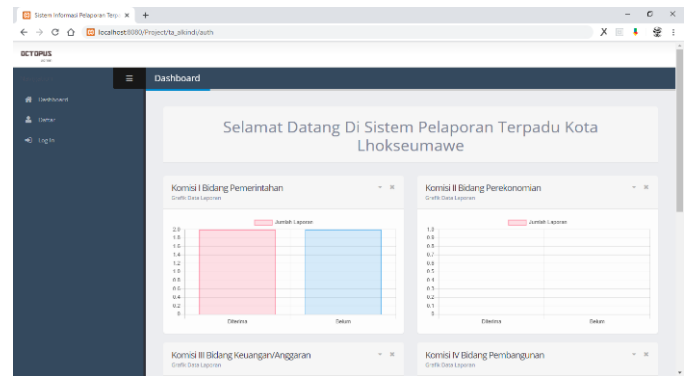 Sistem Informasi Pelaporan Terp
localhost:8080/Project/ta_alkindi/auth
OCTOPUS
Dashboard
Dashboard
Daftar
Log In
Selamat Datang Di Sistem Pelaporan Terpadu Kota
Lhokseumawe
Komisi I Bidang Pemerintahan
Grafik Data Laporan
Jumlah Laporan
2.0
1.8
1.6
1.4
1.2
1.0
0.8
0.6
0.4
0.2
0
Diterima
Belum
Komisi II Bidang Perekonomian
Grafik Data Laporan
Jumlah Laporan
1.0
0.9
0.8
0.7
0.6
0.5
0.4
0.3
0.2
0.1
0
Diterima
Belum
Komisi III Bidang Keuangan/Anggaran
Grafik Data Laporan
Komisi IV Bidang Pembangunan
Grafik Data Laporan